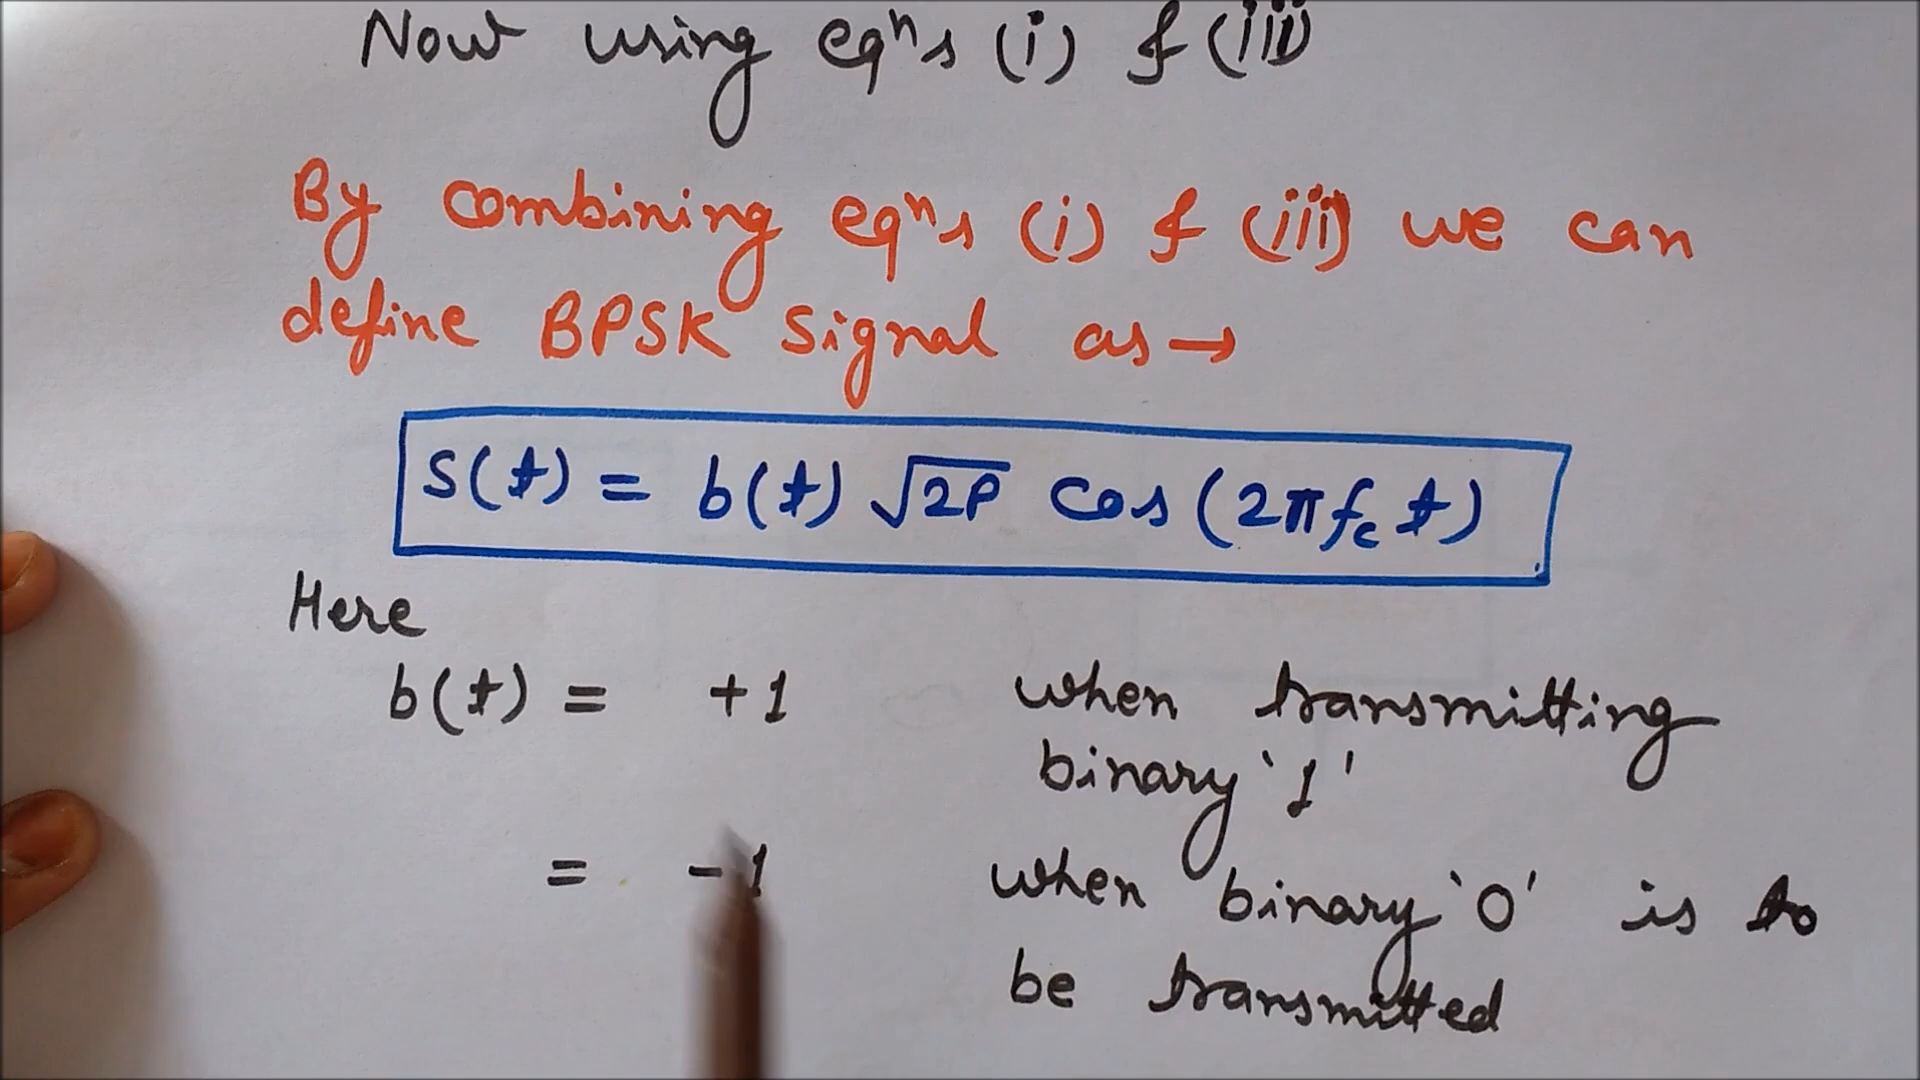 Now using eqⁿs (i) & (iii)
By combining eqⁿs (i) & (iii) we can
define BPSK signal as →
S(t) = b(t) √2P cos (2πf_c t)
Here
b(t) = +1 when transmitting
binary '1'
= -1 when binary '0' is to
be transmitted